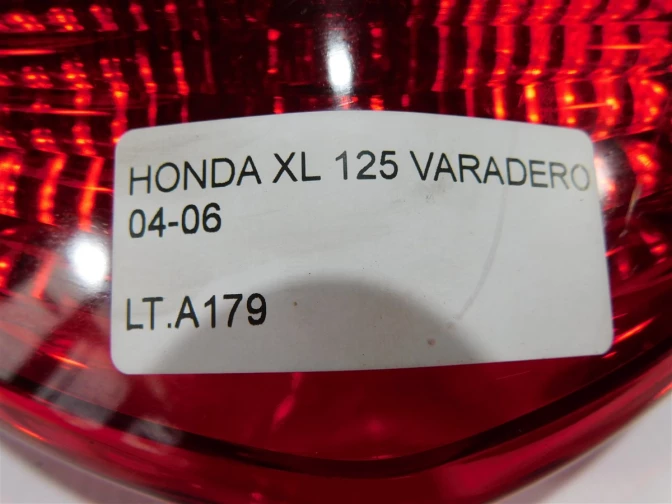 HONDA XL 125 VARADERO
04-06
LT.A179